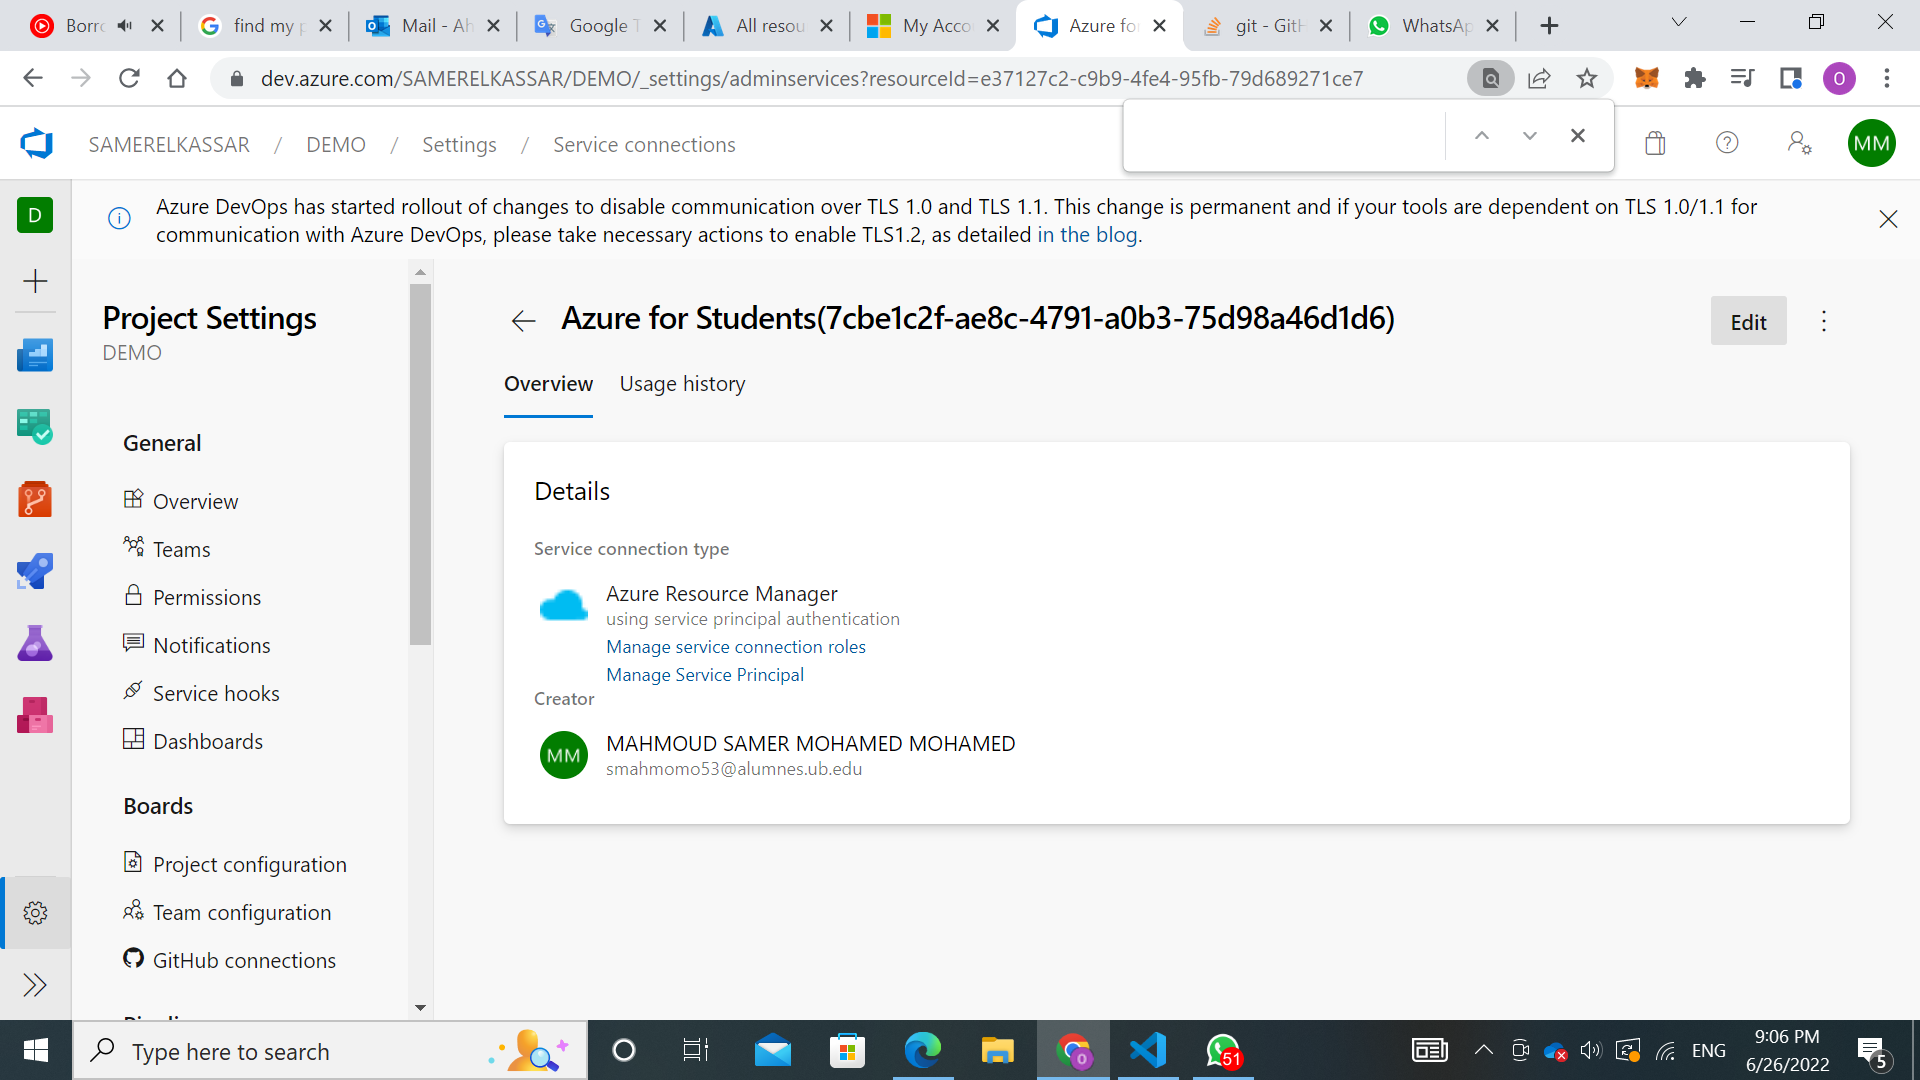 Borro
find my p
Mail - Ah
Google T
All resou
My Acco
Azure for
git - GitH
WhatsAp
dev.azure.com/SAMERELKASSAR/DEMO/_settings/adminservices?resourceId=e37127c2-c9b9-4fe4-95fb-79d689271ce7
O
SAMERELKASSAR / DEMO / Settings / Service connections
MM
D
Azure DevOps has started rollout of changes to disable communication over TLS 1.0 and TLS 1.1. This change is permanent and if your tools are dependent on TLS 1.0/1.1 for
communication with Azure DevOps, please take necessary actions to enable TLS1.2, as detailed in the blog.
Project Settings
DEMO
General
Overview
Teams
Permissions
Notifications
Service hooks
Dashboards
Boards
Project configuration
Team configuration
GitHub connections
Azure for Students(7cbe1c2f-ae8c-4791-a0b3-75d98a46d1d6)
Edit
Overview
Usage history
Details
Service connection type
Azure Resource Manager
using service principal authentication
Manage service connection roles
Manage Service Principal
Creator
MM
MAHMOUD SAMER MOHAMED MOHAMED
smahmomo53@alumnes.ub.edu
Type here to search
O
51
ENG
9:06 PM
6/26/2022
5